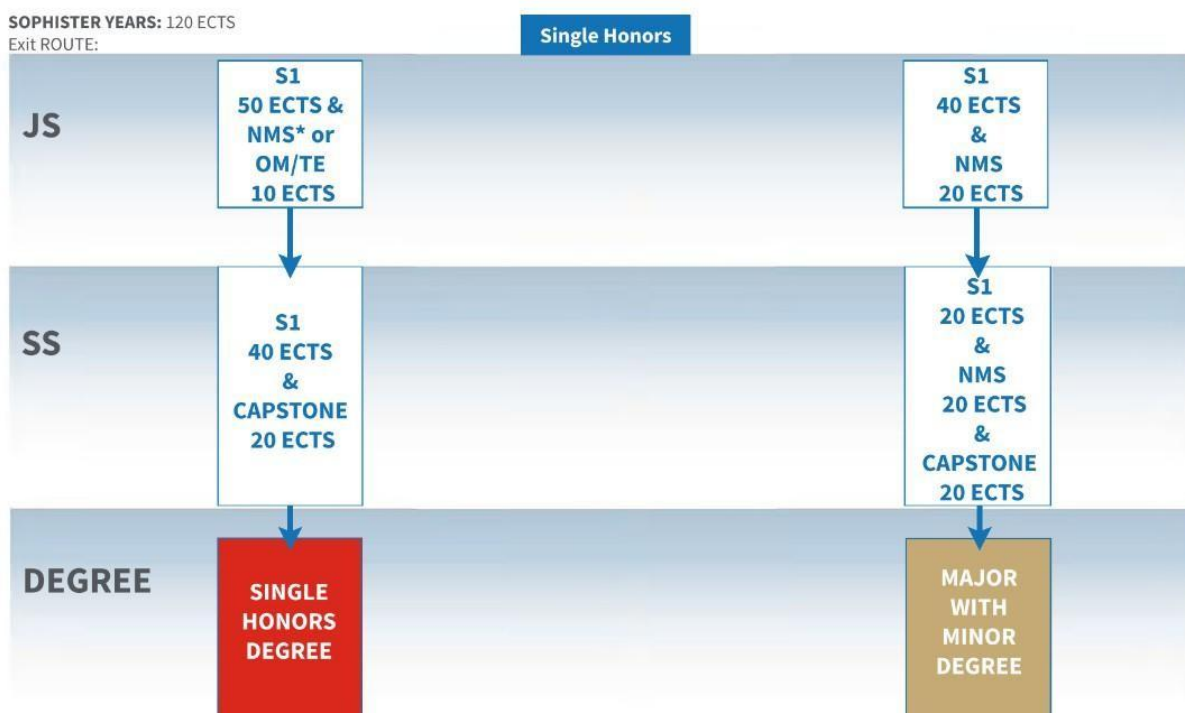 SOPHISTER YEARS: 120 ECTS
Exit ROUTE:
Single Honors
JS
S1
50 ECTS &
NMS* or
OM/TE
10 ECTS
S1
40 ECTS
&
NMS
20 ECTS
SS
S1
40 ECTS
&
CAPSTONE
20 ECTS
S1
20 ECTS
&
NMS
20 ECTS
&
CAPSTONE
20 ECTS
DEGREE
SINGLE
HONORS
DEGREE
MAJOR
WITH
MINOR
DEGREE